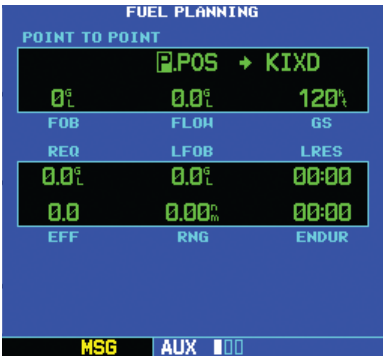 FUEL PLANNING
POINT TO POINT
P.POS → KIXD
0GL 0.0GL 120kt
FOB FLOW GS
REQ LFOB LRES
0.0GL 0.0GL 00:00
0.0 0.00nm 00:00
EFF RNG ENDUR
MSG AUX